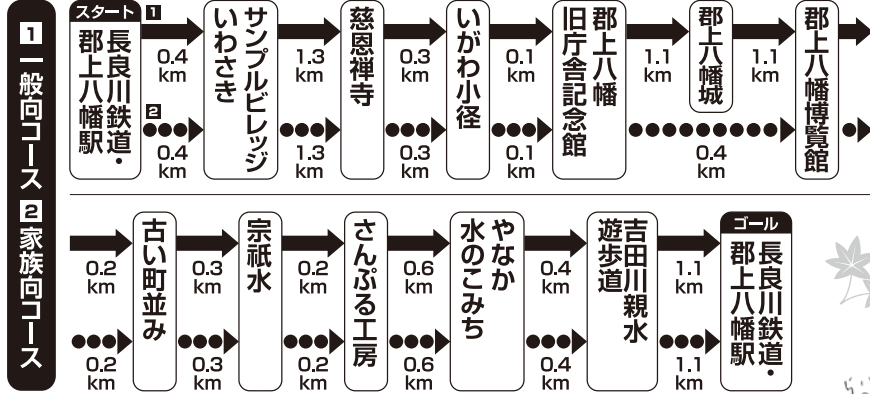 1 一般向コース 2 家族向コース
スタート
長良川鉄道・
郡上八幡駅
1
0.4
km
2
0.4
km
サンプルビレッジ
いわさき
1.3
km
1.3
km
慈恩禅寺
0.3
km
0.3
km
いがわ小径
0.1
km
0.1
km
郡上八幡
旧庁舎記念館
1.1
km
郡上八幡城
1.1
km
0.4
km
郡上八幡博覧館
0.2
km
0.2
km
古い町並み
0.3
km
0.3
km
宗祇水
0.2
km
0.2
km
さんぷる工房
0.6
km
0.6
km
やなか
水のこみち
0.4
km
0.4
km
吉田川親水
遊歩道
1.1
km
1.1
km
ゴール
長良川鉄道・
郡上八幡駅